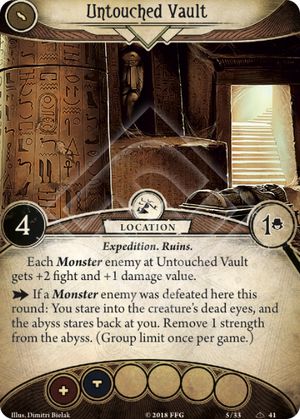 Untouched Vault
4
LOCATION
1
Expedition. Ruins.
Each Monster enemy at Untouched Vault
gets +2 fight and +1 damage value.
If a Monster enemy was defeated here this
round: You stare into the creature's dead eyes, and
the abyss stares back at you. Remove 1 strength
from the abyss. (Group limit once per game.)
Illus. Dimitri Bielak
© 2018 FFG
5/33
41